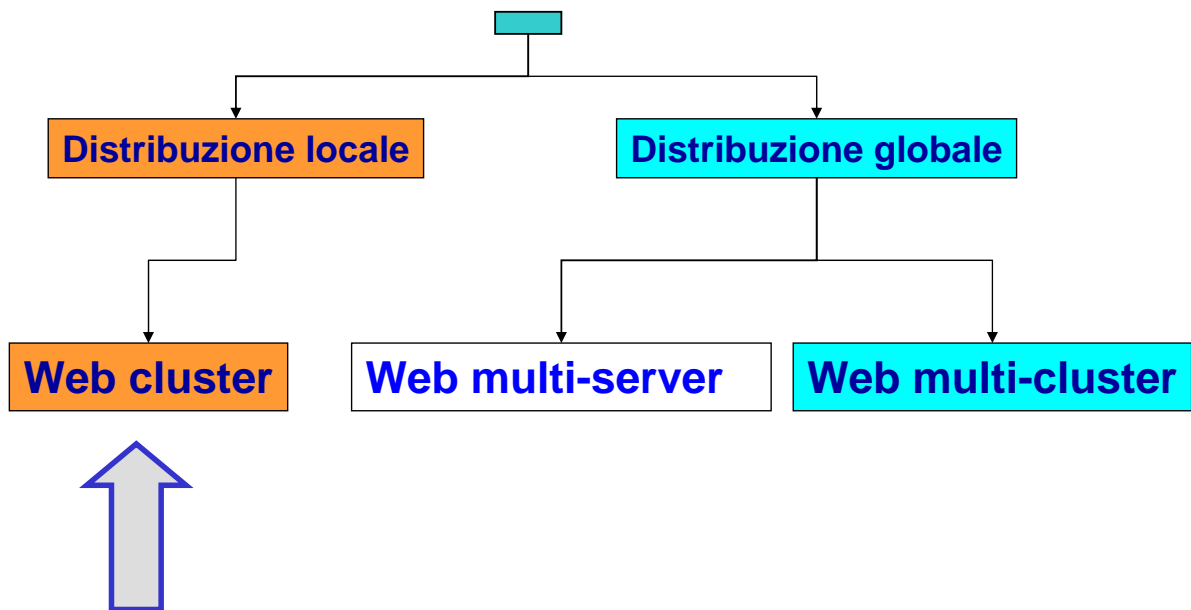 Distribuzione locale
Distribuzione globale
Web cluster
Web multi-server
Web multi-cluster